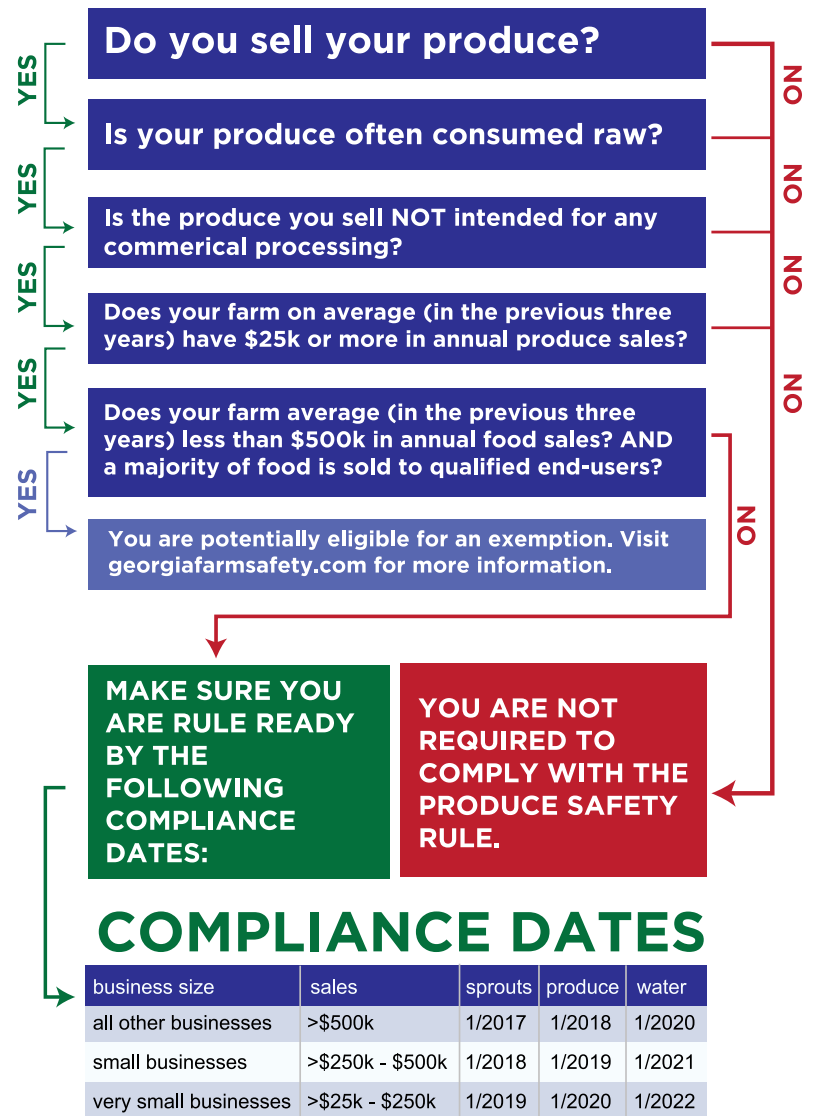 Do you sell your produce?
YES
NO
Is your produce often consumed raw?
YES
NO
Is the produce you sell NOT intended for any
commerical processing?
YES
NO
Does your farm on average (in the previous three
years) have $25k or more in annual produce sales?
YES
NO
Does your farm average (in the previous three
years) less than $500k in annual food sales? AND
a majority of food is sold to qualified end-users?
YES
NO
You are potentially eligible for an exemption. Visit
georgiafarmsafety.com for more information.
MAKE SURE YOU
ARE RULE READY
BY THE
FOLLOWING
COMPLIANCE
DATES:
YOU ARE NOT
REQUIRED TO
COMPLY WITH THE
PRODUCE SAFETY
RULE.
COMPLIANCE DATES
business size sales sprouts produce water
all other businesses >$500k 1/2017 1/2018 1/2020
small businesses >$250k - $500k 1/2018 1/2019 1/2021
very small businesses >$25k - $250k 1/2019 1/2020 1/2022